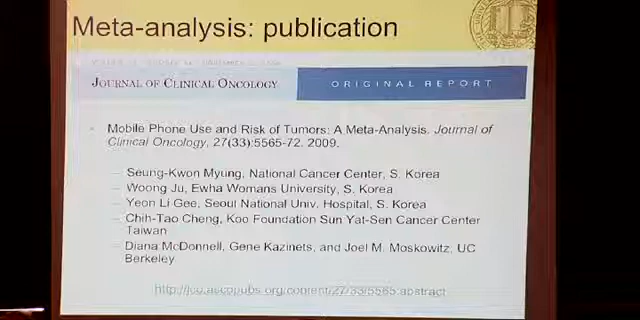 Meta-analysis: publication
JOURNAL OF CLINICAL ONCOLOGY
ORIGINAL REPORT
Mobile Phone Use and Risk of Tumors: A Meta-Analysis. Journal of
Clinical Oncology, 27(33):5565-72. 2009.
– Seung-Kwon Myung, National Cancer Center, S. Korea
– Woong Ju, Ewha Womans University, S. Korea
– Yeon Li Gee, Seoul National Univ. Hospital, S. Korea
– Chih-Tao Cheng, Koo Foundation Sun Yat-Sen Cancer Center
Taiwan
– Diana McDonnell, Gene Kazinets, and Joel M. Moskowitz, UC
Berkeley
http://jco.ascopubs.org/content/27/33/5565.abstract